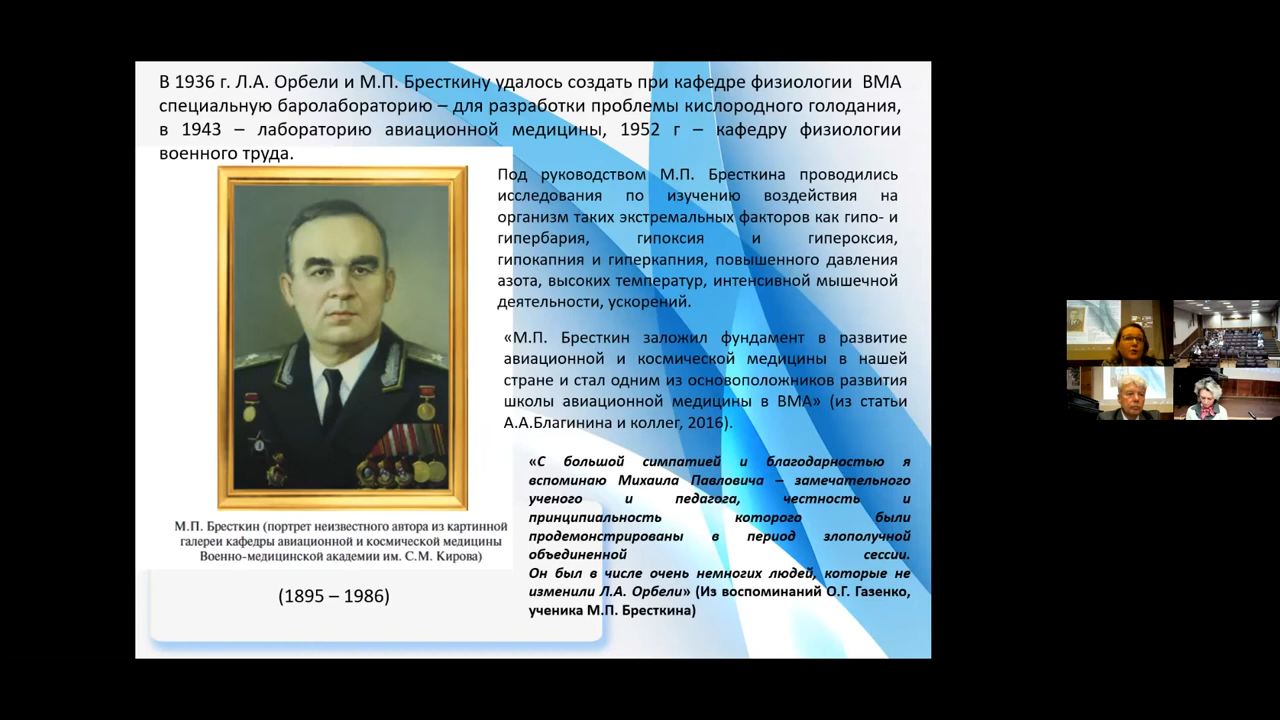 В 1936 г. Л.А. Орбели и М.П. Бресткину удалось создать при кафедре физиологии ВМА
специальную баролабораторию – для разработки проблемы кислородного голодания,
в 1943 – лабораторию авиационной медицины, 1952 г – кафедру физиологии
военного труда.
Под руководством М.П. Бресткина проводились
исследования по изучению воздействия на
организм таких экстремальных факторов как гипо- и
гипербария, гипоксия и гипероксия,
гипокапния и гиперкапния, повышенного давления
азота, высоких температур, интенсивной мышечной
деятельности, ускорений.
«М.П. Бресткин заложил фундамент в развитие
авиационной и космической медицины в нашей
стране и стал одним из основоположников развития
школы авиационной медицины в ВМА» (из статьи
А.А.Благинина и коллег, 2016).
«С большой симпатией и благодарностью я
вспоминаю Михаила Павловича – замечательного
ученого и педагога, честность и
принципиальность которого были
продемонстрированы в период злополучной
объединенной сессии.
Он был в числе очень немногих людей, которые не
изменили Л.А. Орбели» (Из воспоминаний О.Г. Газенко,
ученика М.П. Бресткина)
М.П. Бресткин (портрет неизвестного автора из картинной
галереи кафедры авиационной и космической медицины
Военно-медицинской академии им. С.М. Кирова)
(1895 – 1986)